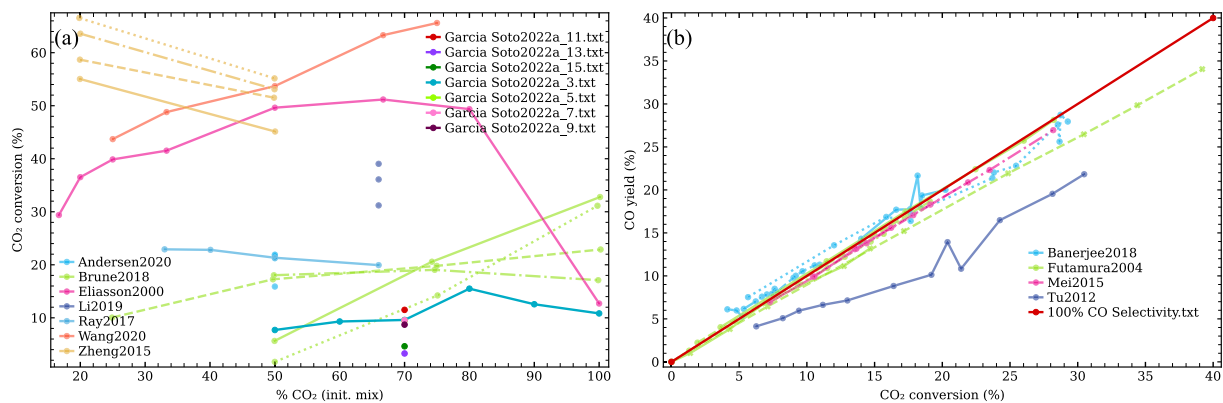 (a)
60
50
40
30
20
10
CO₂ conversion (%)
20
30
40
50
60
70
80
90
100
% CO₂ (init. mix)
Garcia Soto2022a_11.txt
Garcia Soto2022a_13.txt
Garcia Soto2022a_15.txt
Garcia Soto2022a_3.txt
Garcia Soto2022a_5.txt
Garcia Soto2022a_7.txt
Garcia Soto2022a_9.txt
Andersen2020
Brune2018
Eliasson2000
Li2019
Ray2017
Wang2020
Zheng2015
(b)
40
35
30
25
20
15
10
5
0
CO yield (%)
0
5
10
15
20
25
30
35
40
CO₂ conversion (%)
Banerjee2018
Futamura2004
Mei2015
Tu2012
100% CO Selectivity.txt